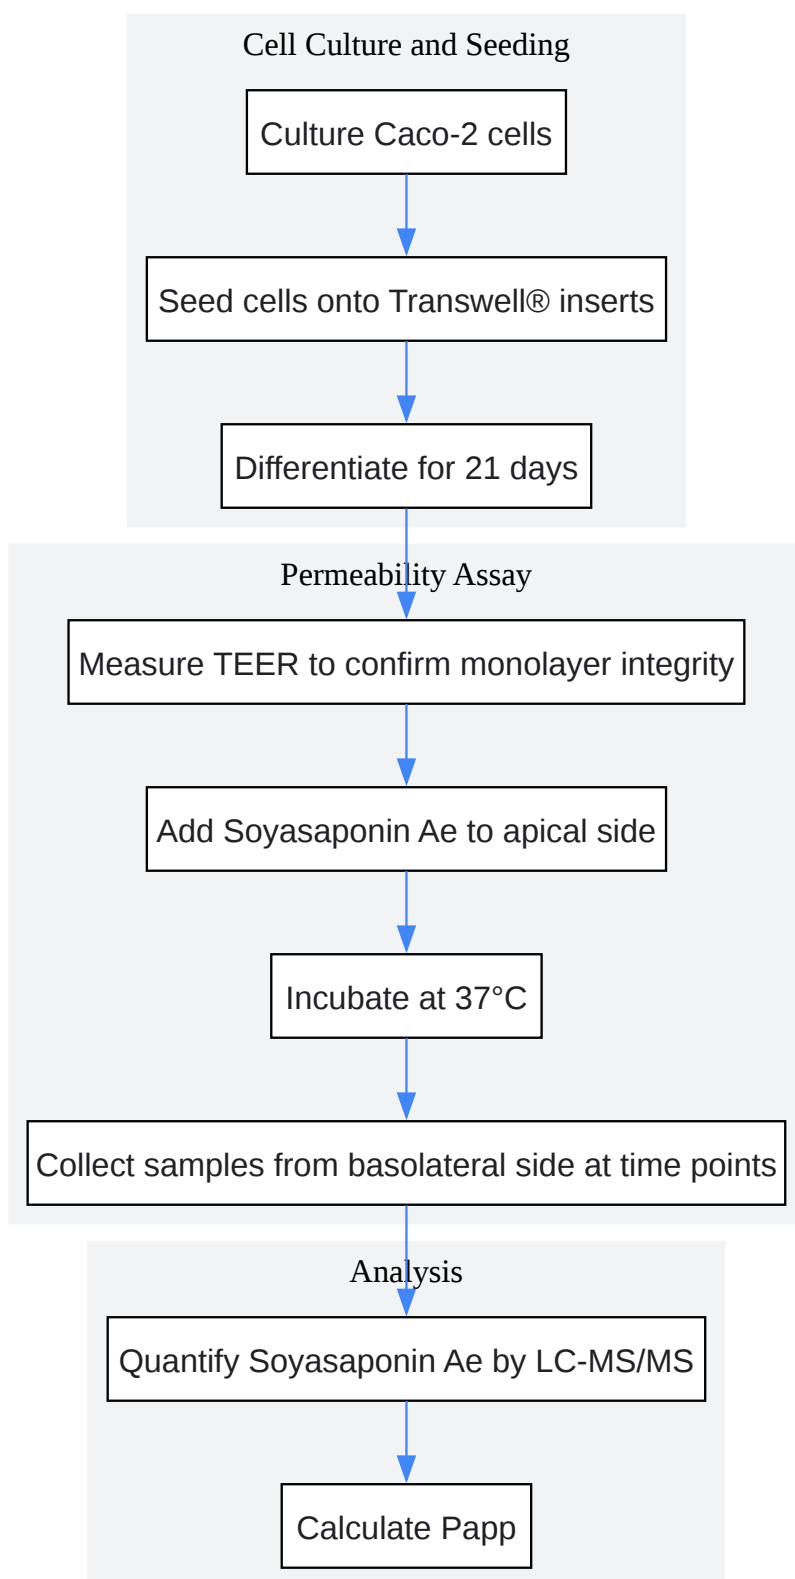 Cell Culture and Seeding
Culture Caco-2 cells
Seed cells onto Transwell® inserts
Differentiate for 21 days
Permeability Assay
Measure TEER to confirm monolayer integrity
Add Soyasaponin Ae to apical side
Incubate at 37°C
Collect samples from basolateral side at time points
Analysis
Quantify Soyasaponin Ae by LC-MS/MS
Calculate Papp